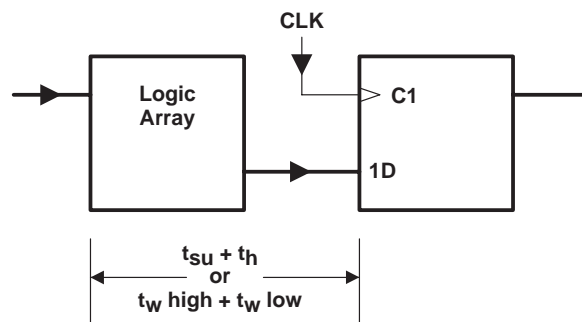 CLK
Logic
Array
C1
1D
tsu + th
or
tw high + tw low